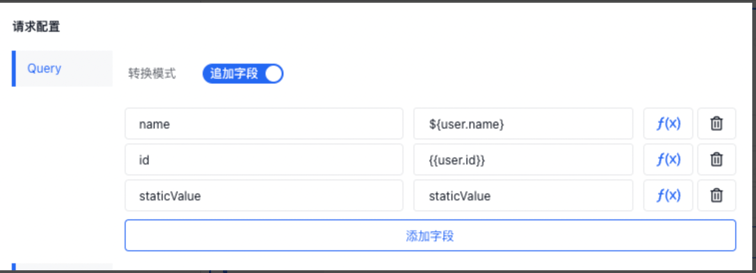 请求配置
Query
转换模式 追加字段
name ${user.name} ƒ(x)
id {{user.id}} ƒ(x)
staticValue staticValue ƒ(x)
添加字段